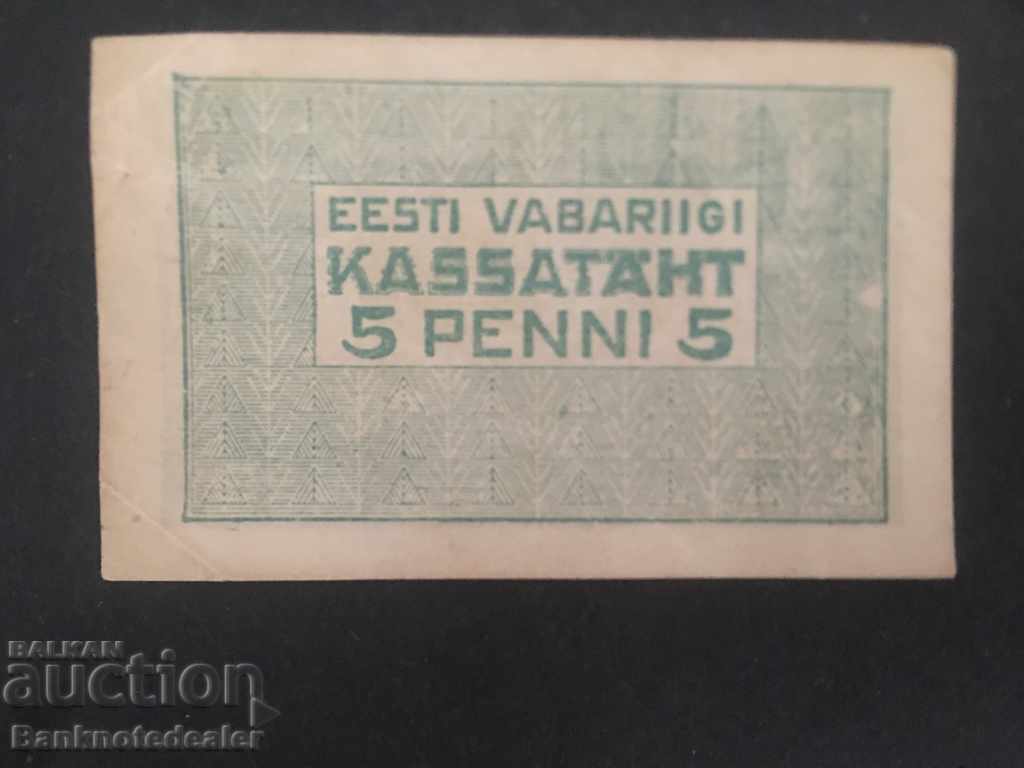 EESTI VABARIIGI
KASSATÄHT
5 PENNI 5
BALKAN
auction
Banknotedealer